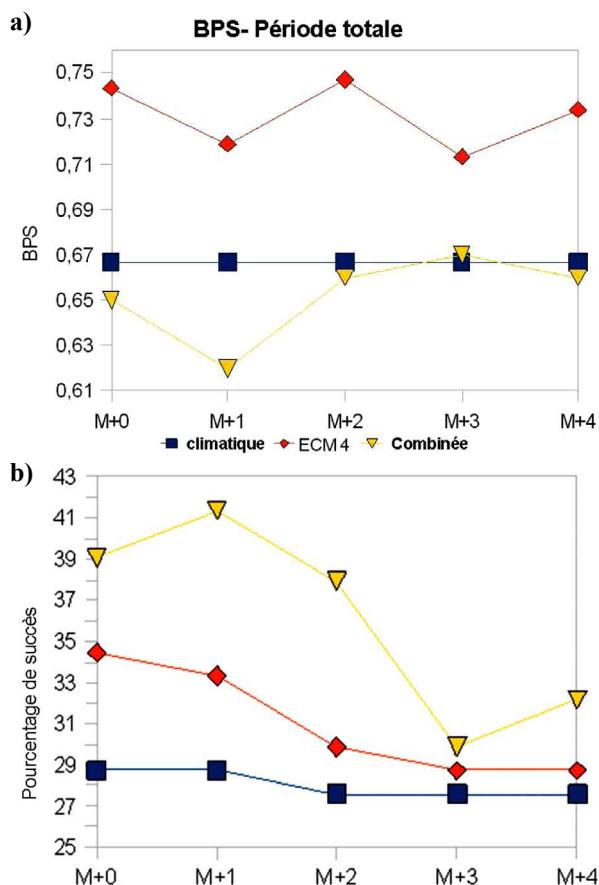 a)
BPS- Période totale
0,75
0,73
0,71
0,69
0,67
0,65
0,63
0,61
BPS
M+0 M+1 M+2 M+3 M+4
climatique ECM 4 Combinée
b)
43
41
39
37
35
33
31
29
27
25
Pourcentage de succès
M+0 M+1 M+2 M+3 M+4